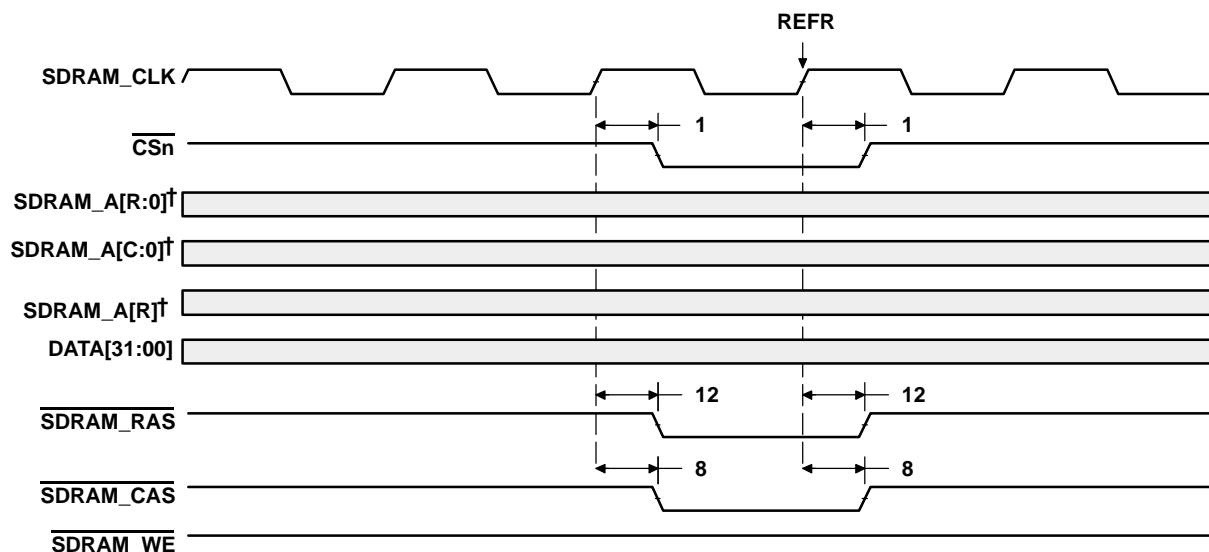 REFR
SDRAM_CLK
1 1
CSn
SDRAM_A[R:0]†
SDRAM_A[C:0]†
SDRAM_A[R]†
DATA[31:00]
12 12
SDRAM_RAS
8 8
SDRAM_CAS
SDRAM_WE